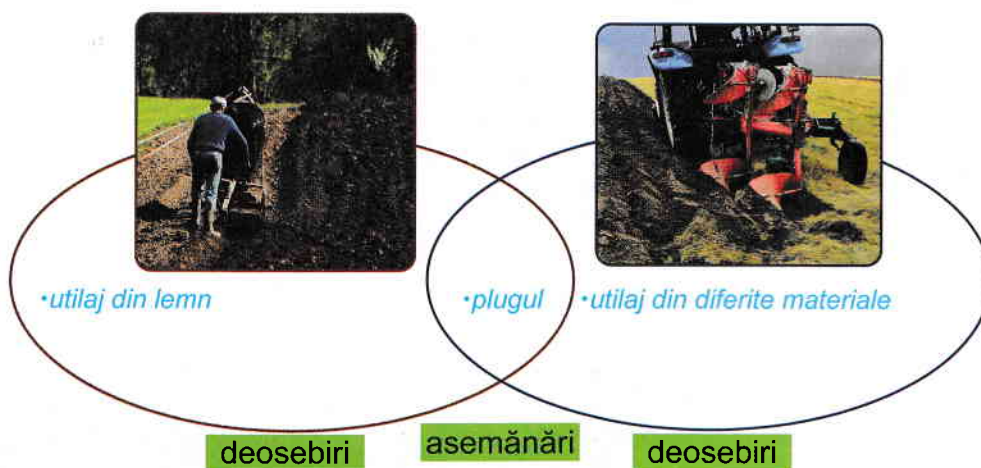 •utilaj din lemn
•plugul
•utilaj din diferite materiale
deosebiri
asemănări
deosebiri